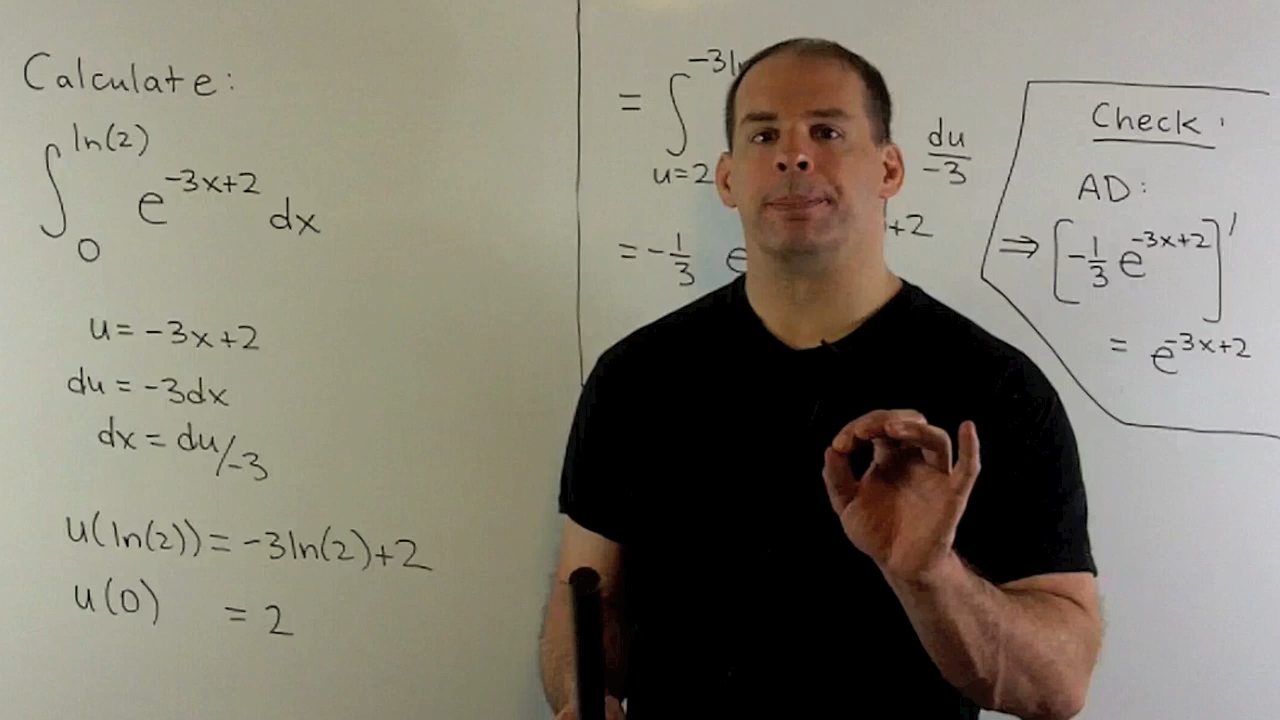 Calculate:
∫₀^ln(2) e^-3x+2 dx
u = -3x+2
du = -3dx
dx = du/-3
u(ln(2)) = -3ln(2)+2
u(0) = 2
= ∫ u=2 -3l du/-3
= -1/3 e +2
Check:
AD:
⇒ [-1/3 e^-3x+2]'
= e^-3x+2